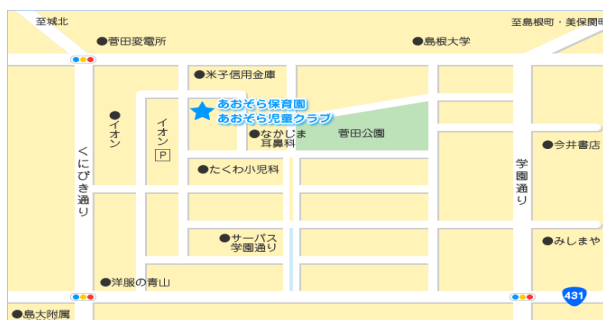 至城北
至島根町・美保関町
●菅田変電所
●島根大学
●米子信用金庫
あおぞら保育園
あおぞら児童クラブ
●イオン
イオン
P
●なかじま
耳鼻科
菅田公園
●今井書店
●たくわ小児科
くにびき通り
学園通り
●サーパス
学園通り
●みしまや
●洋服の青山
431
●島大附属